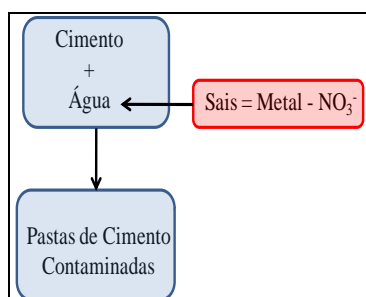 Cimento
+
Água
Sais = Metal - NO₃⁻
Pastas de Cimento
Contaminadas